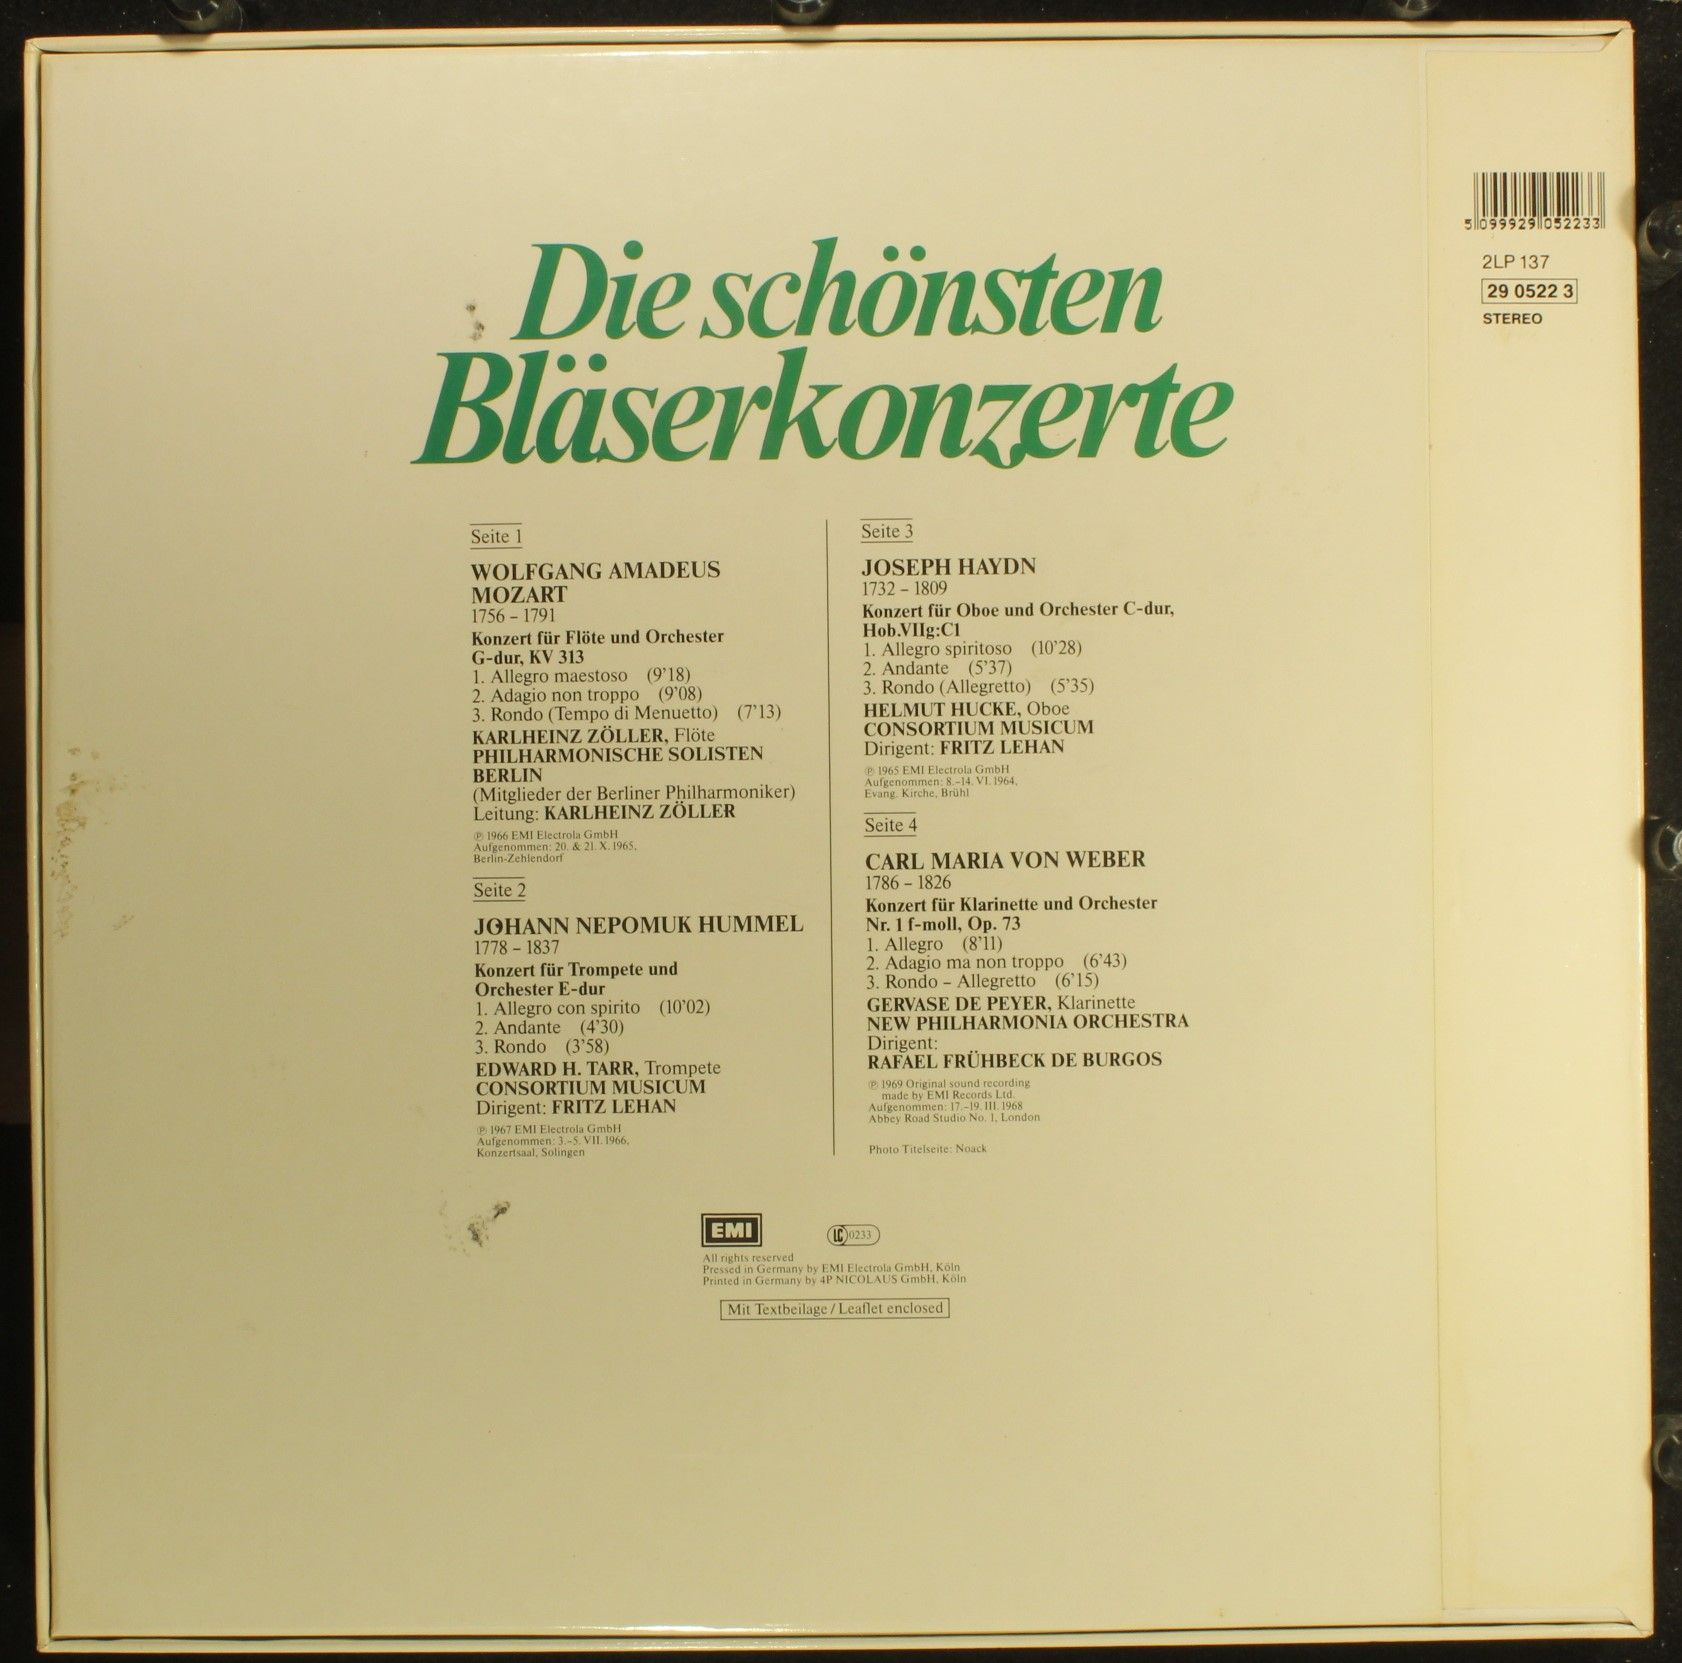 5 099929 052233
2LP 137
29 0522 3
STEREO
Die schönsten
Bläserkonzerte
Seite 1
WOLFGANG AMADEUS
MOZART
1756 – 1791
Konzert für Flöte und Orchester
G-dur, KV 313
1. Allegro maestoso (9'18)
2. Adagio non troppo (9'08)
3. Rondo (Tempo di Menuetto) (7'13)
KARLHEINZ ZÖLLER, Flöte
PHILHARMONISCHE SOLISTEN
BERLIN
(Mitglieder der Berliner Philharmoniker)
Leitung: KARLHEINZ ZÖLLER
℗ 1966 EMI Electrola GmbH
Aufgenommen: 20. & 21. X. 1965,
Berlin-Zehlendorf
Seite 2
JOHANN NEPOMUK HUMMEL
1778 – 1837
Konzert für Trompete und
Orchester E-dur
1. Allegro con spirito (10'02)
2. Andante (4'30)
3. Rondo (3'58)
EDWARD H. TARR, Trompete
CONSORTIUM MUSICUM
Dirigent: FRITZ LEHAN
℗ 1967 EMI Electrola GmbH
Aufgenommen: 3.–5. VII. 1966,
Konzertsaal, Solingen
Seite 3
JOSEPH HAYDN
1732 – 1809
Konzert für Oboe und Orchester C-dur,
Hob.VIIg:C1
1. Allegro spiritoso (10'28)
2. Andante (5'37)
3. Rondo (Allegretto) (5'35)
HELMUT HUCKE, Oboe
CONSORTIUM MUSICUM
Dirigent: FRITZ LEHAN
℗ 1965 EMI Electrola GmbH
Aufgenommen: 8.–14. VI. 1964,
Evang. Kirche, Brühl
Seite 4
CARL MARIA VON WEBER
1786 – 1826
Konzert für Klarinette und Orchester
Nr. 1 f-moll, Op. 73
1. Allegro (8'11)
2. Adagio ma non troppo (6'43)
3. Rondo – Allegretto (6'15)
GERVASE DE PEYER, Klarinette
NEW PHILHARMONIA ORCHESTRA
Dirigent:
RAFAEL FRÜHBECK DE BURGOS
℗ 1969 Original sound recording
made by EMI Records Ltd.
Aufgenommen: 17.–19. III. 1968
Abbey Road Studio No. 1, London
Photo Titelseite: Noack
EMI
LC 0233
All rights reserved
Pressed in Germany by EMI Electrola GmbH, Köln
Printed in Germany by 4P NICOLAUS GmbH, Köln
Mit Textbeilage / Leaflet enclosed